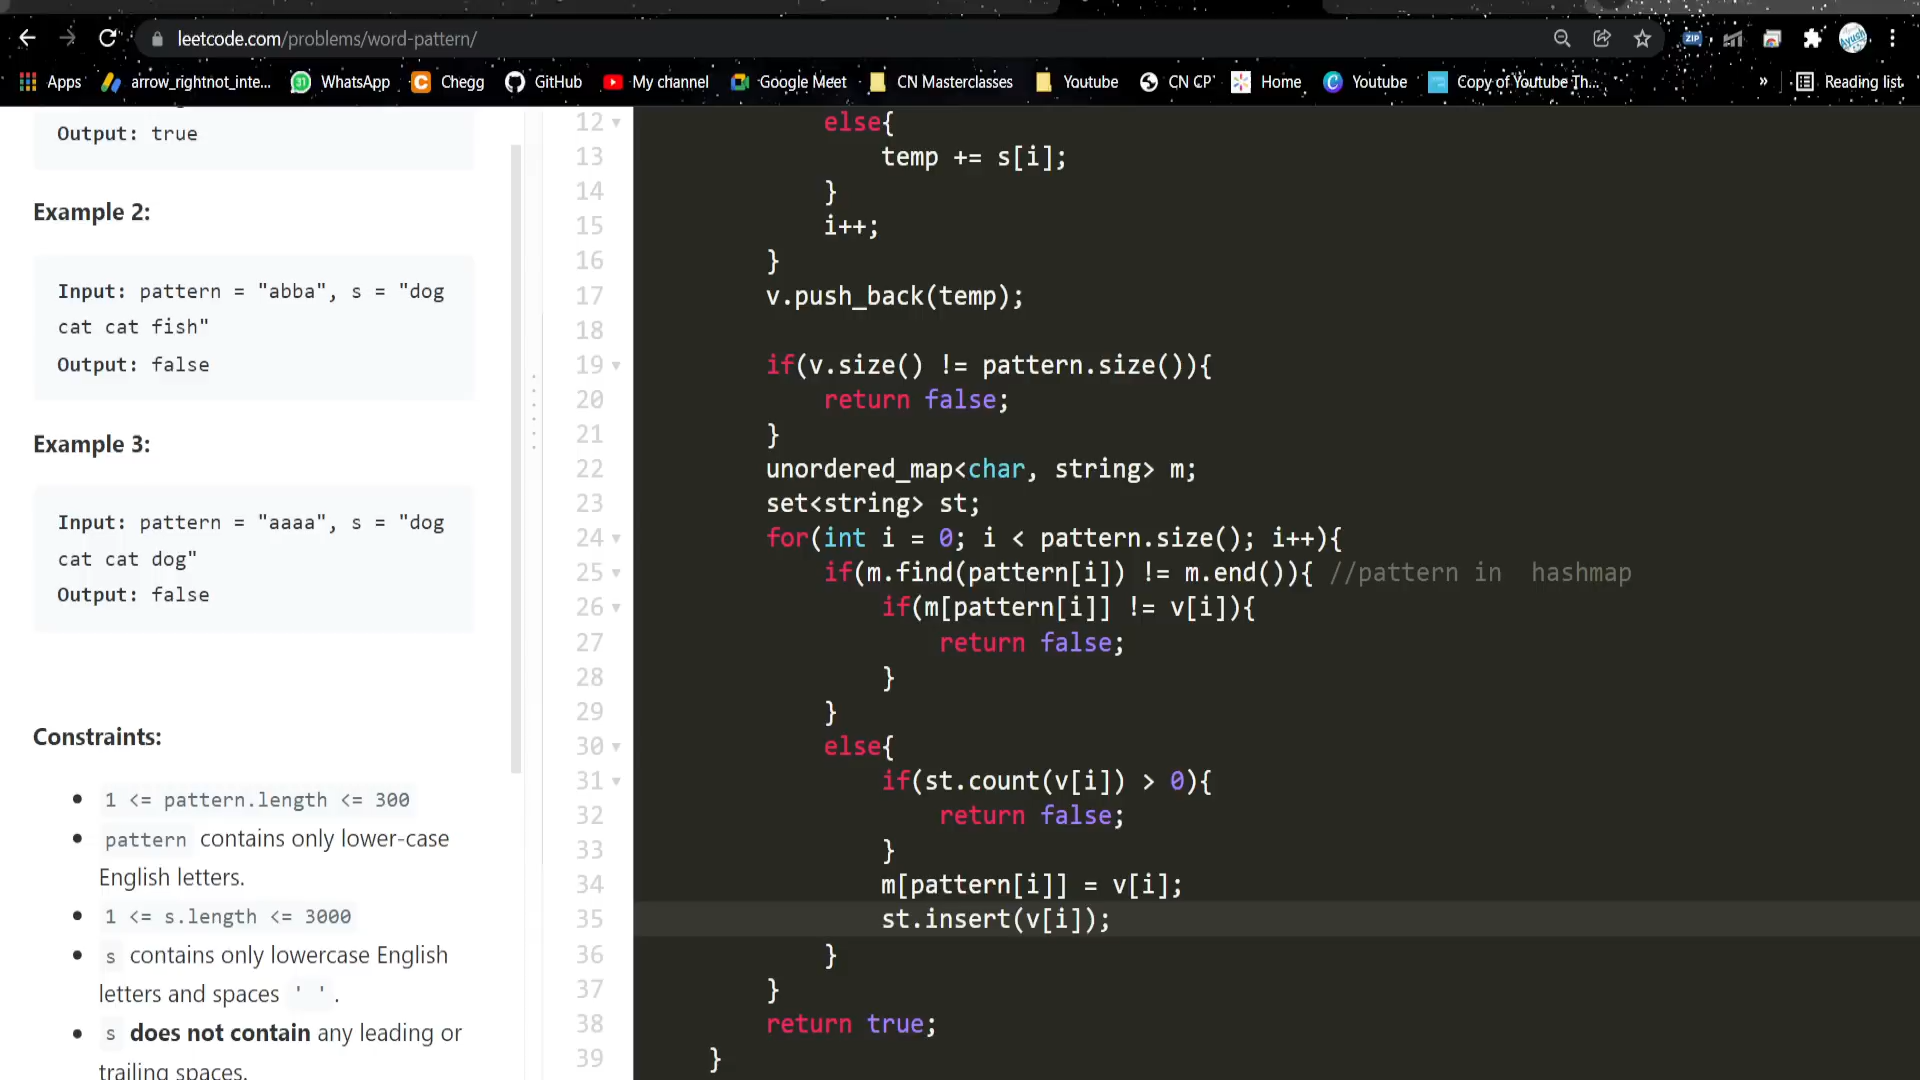 leetcode.com/problems/word-pattern/
ZIP
Apps arrow_rightnot_inte... 31 WhatsApp Chegg GitHub My channel Google Meet CN Masterclasses Youtube CN CP Home Youtube Copy of Youtube Th... » Reading list
Output: true
Example 2:
Input: pattern = "abba", s = "dog
cat cat fish"
Output: false
Example 3:
Input: pattern = "aaaa", s = "dog
cat cat dog"
Output: false
Constraints:
• 1 <= pattern.length <= 300
• pattern contains only lower-case
English letters.
• 1 <= s.length <= 3000
• s contains only lowercase English
letters and spaces ' '.
• s does not contain any leading or
trailing spaces.
12 else{
13 temp += s[i];
14 }
15 i++;
16 }
17 v.push_back(temp);
18
19 if(v.size() != pattern.size()){
20 return false;
21 }
22 unordered_map<char, string> m;
23 set<string> st;
24 for(int i = 0; i < pattern.size(); i++){
25 if(m.find(pattern[i]) != m.end()){ //pattern in  hashmap
26 if(m[pattern[i]] != v[i]){
27 return false;
28 }
29 }
30 else{
31 if(st.count(v[i]) > 0){
32 return false;
33 }
34 m[pattern[i]] = v[i];
35 st.insert(v[i]);
36 }
37 }
38 return true;
39 }